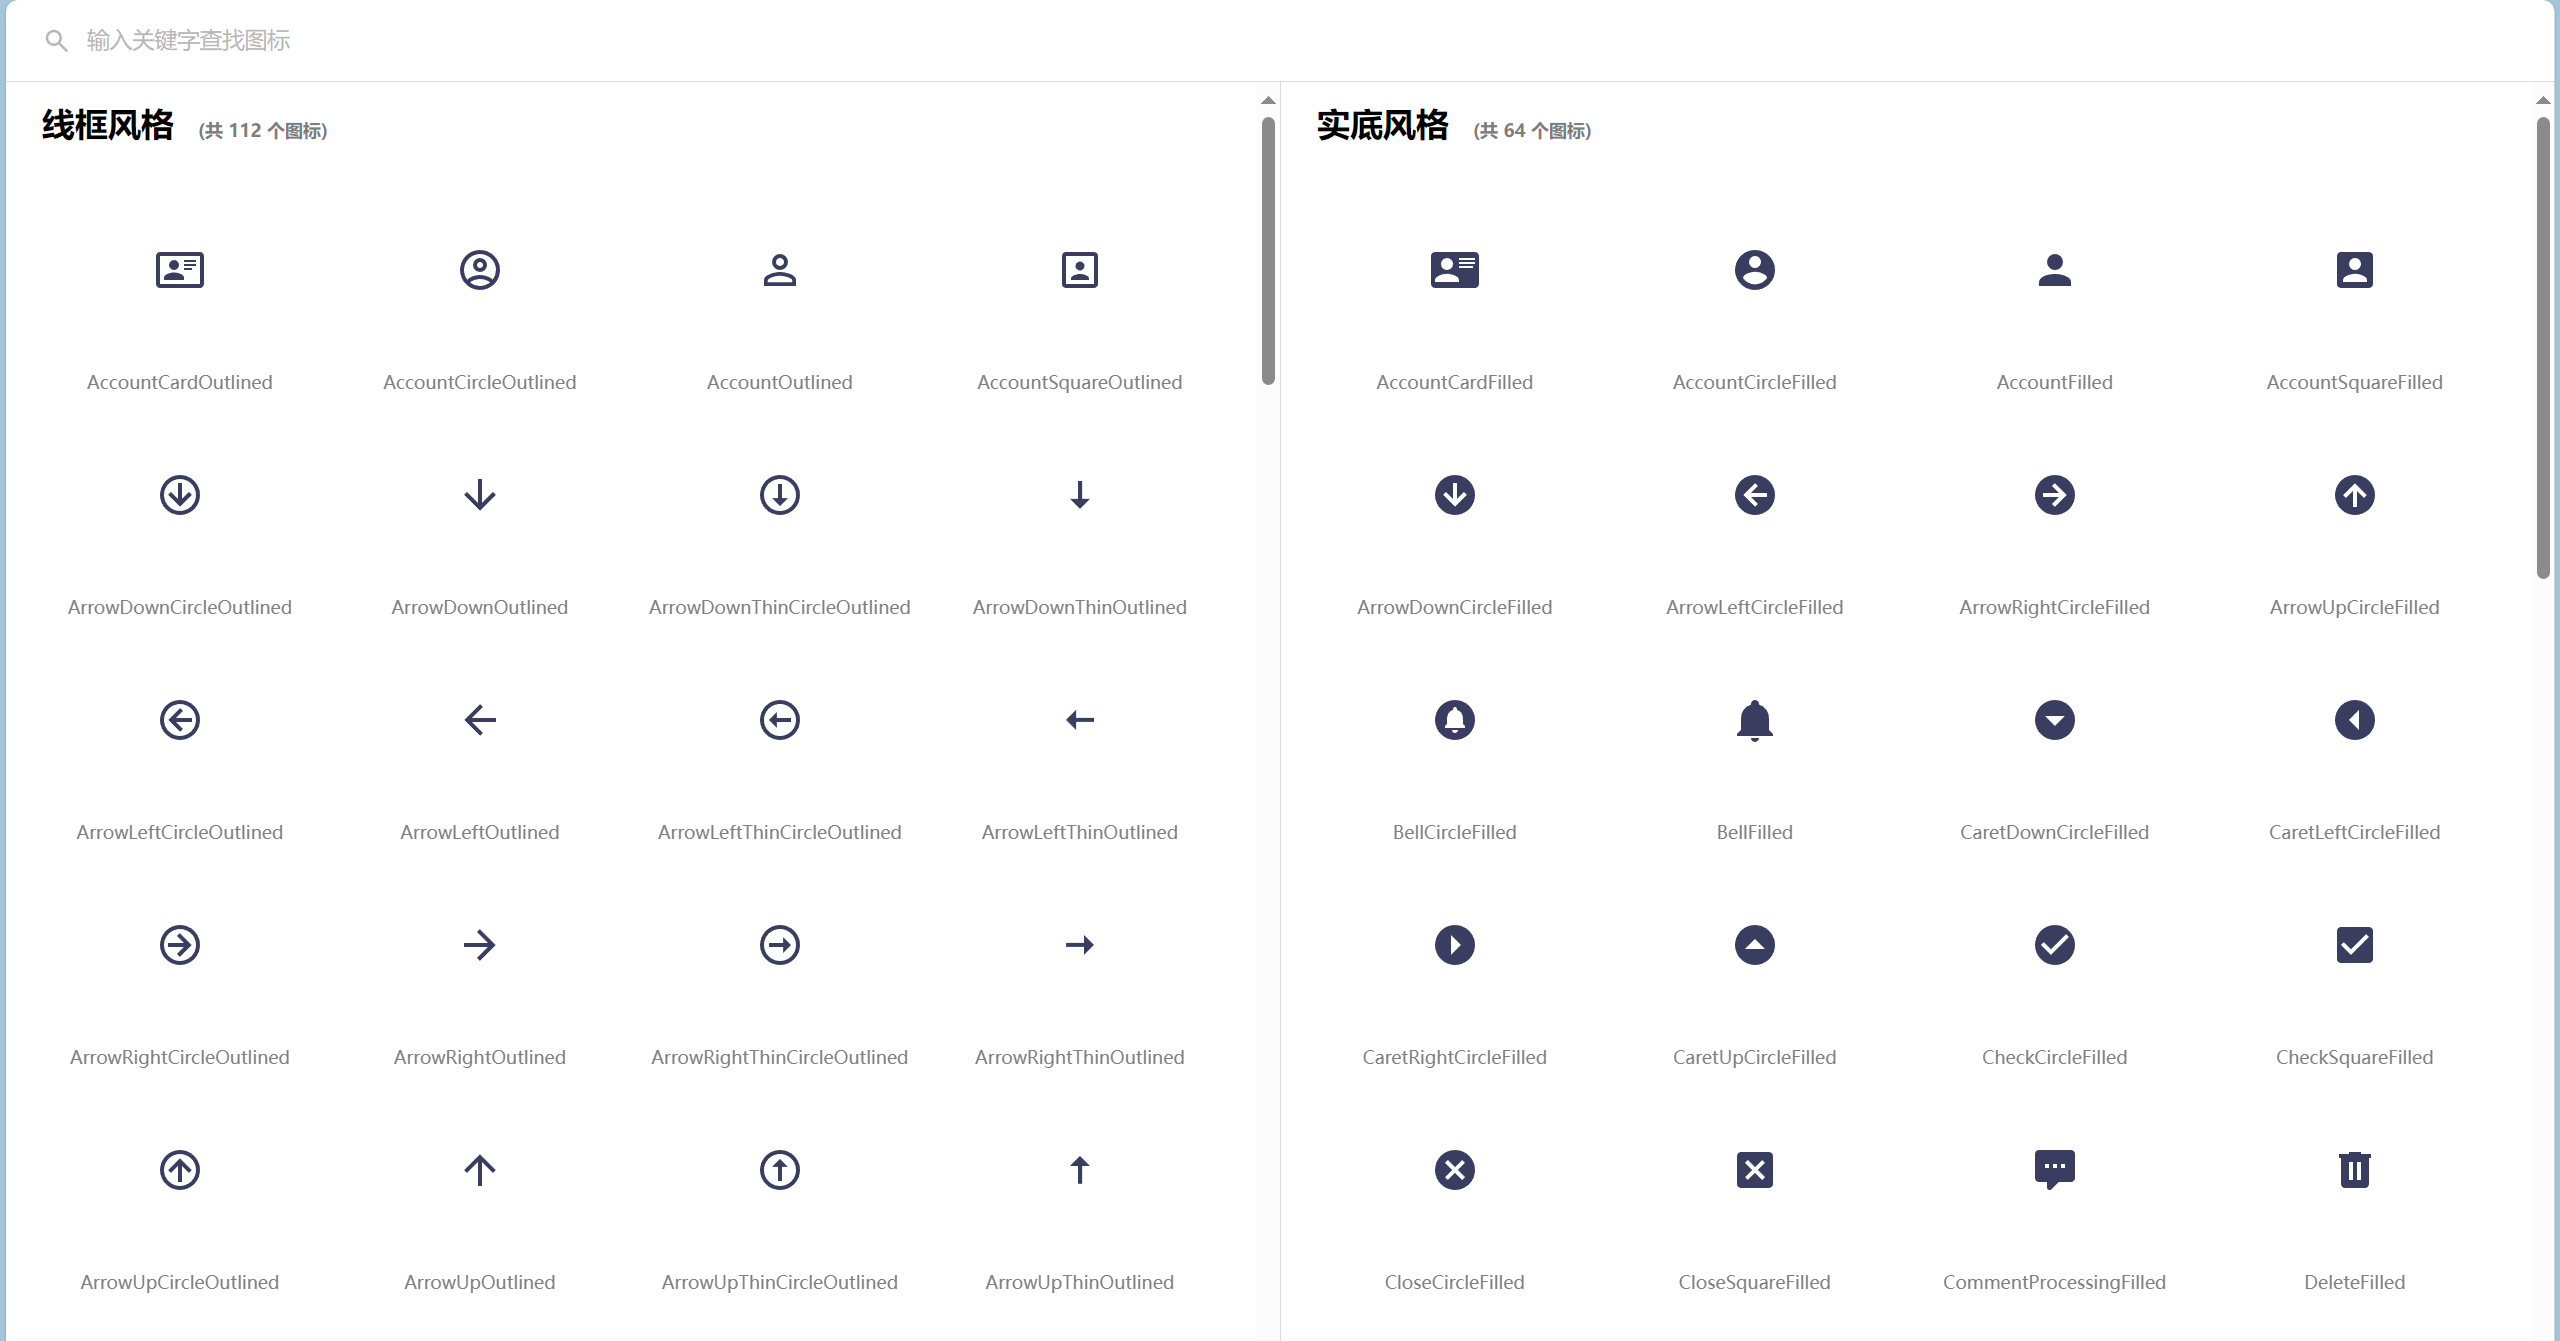 输入关键字查找图标
线框风格 (共 112 个图标)
AccountCardOutlined AccountCircleOutlined AccountOutlined AccountSquareOutlined
ArrowDownCircleOutlined ArrowDownOutlined ArrowDownThinCircleOutlined ArrowDownThinOutlined
ArrowLeftCircleOutlined ArrowLeftOutlined ArrowLeftThinCircleOutlined ArrowLeftThinOutlined
ArrowRightCircleOutlined ArrowRightOutlined ArrowRightThinCircleOutlined ArrowRightThinOutlined
ArrowUpCircleOutlined ArrowUpOutlined ArrowUpThinCircleOutlined ArrowUpThinOutlined
实底风格 (共 64 个图标)
AccountCardFilled AccountCircleFilled AccountFilled AccountSquareFilled
ArrowDownCircleFilled ArrowLeftCircleFilled ArrowRightCircleFilled ArrowUpCircleFilled
BellCircleFilled BellFilled CaretDownCircleFilled CaretLeftCircleFilled
CaretRightCircleFilled CaretUpCircleFilled CheckCircleFilled CheckSquareFilled
CloseCircleFilled CloseSquareFilled CommentProcessingFilled DeleteFilled